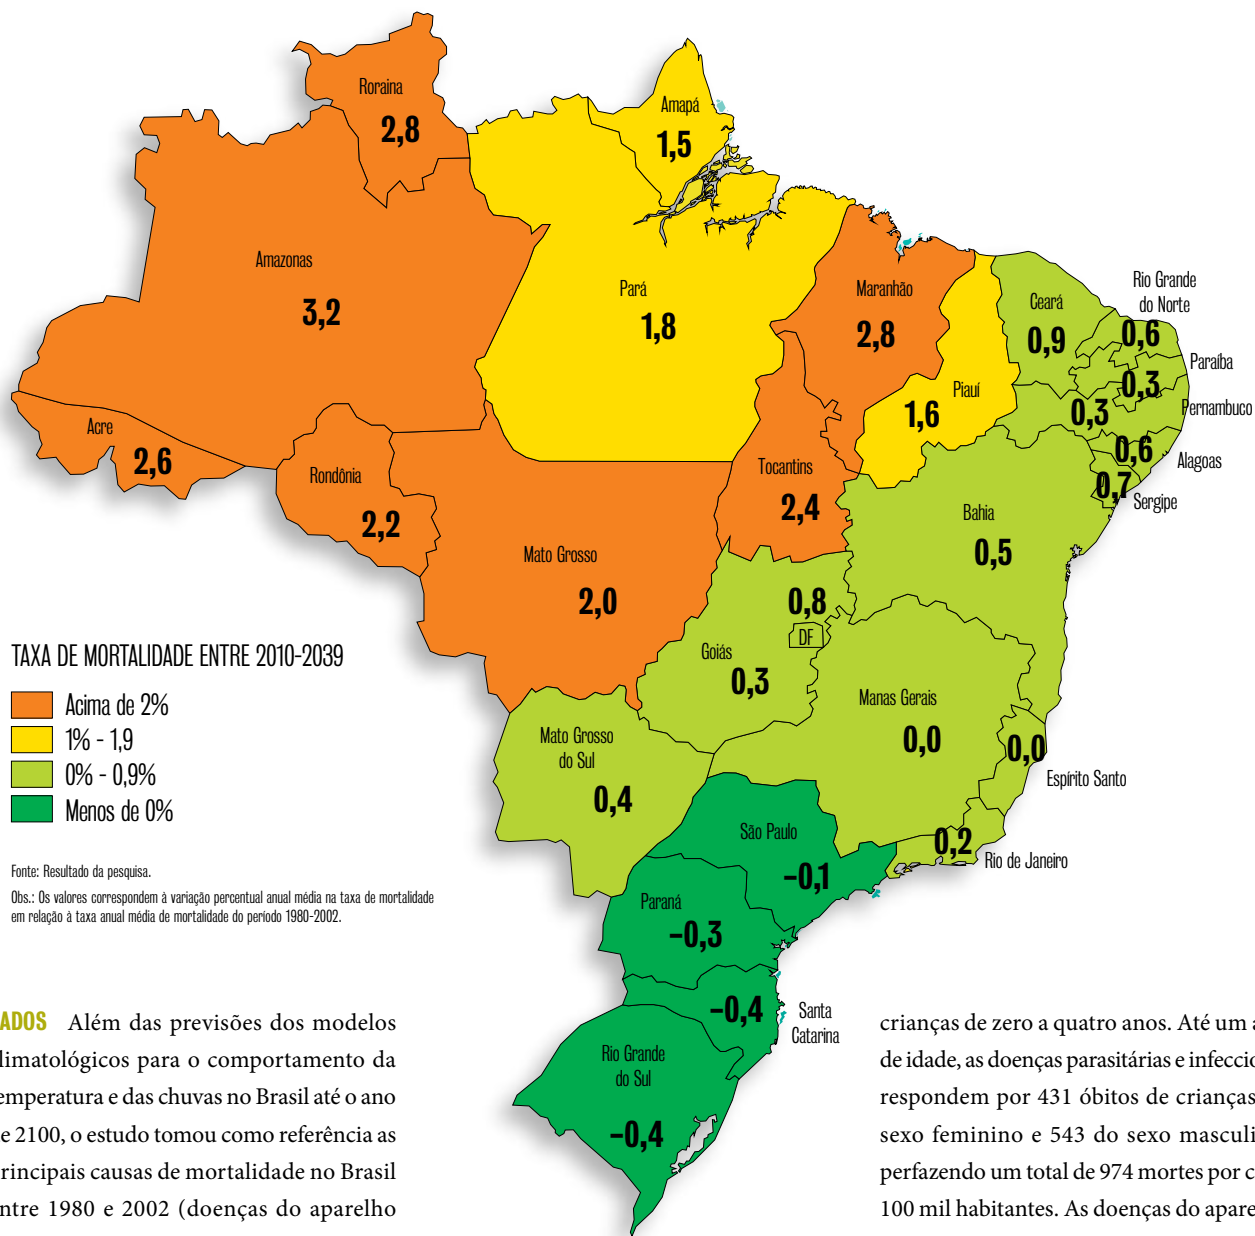 Roraina
2,8
Amapá
1,5
Amazonas
3,2
Pará
1,8
Maranhão
2,8
Piauí
1,6
Ceará
0,9
Rio Grande
do Norte
0,6
Paraíba
0,3
Pernambuco
0,3
Alagoas
0,6
Sergipe
0,7
Acre
2,6
Rondônia
2,2
Tocantins
2,4
Bahia
0,5
Mato Grosso
2,0
0,8
DF
Goiás
0,3
Manas Gerais
0,0
0,0
Espírito Santo
Mato Grosso
do Sul
0,4
São Paulo
-0,1
0,2
Rio de Janeiro
Paraná
-0,3
-0,4
Santa
Catarina
Rio Grande
do Sul
-0,4
TAXA DE MORTALIDADE ENTRE 2010-2039
Acima de 2%
1% - 1,9
0% - 0,9%
Menos de 0%
Fonte: Resultado da pesquisa.
Obs.: Os valores correspondem à variação percentual anual média na taxa de mortalidade
em relação à taxa anual média de mortalidade do período 1980-2002.
ADOS Além das previsões dos modelos
limatológicos para o comportamento da
emperatura e das chuvas no Brasil até o ano
e 2100, o estudo tomou como referência as
rincipais causas de mortalidade no Brasil
ntre 1980 e 2002 (doenças do aparelho
crianças de zero a quatro anos. Até um a
de idade, as doenças parasitárias e infeccio
respondem por 431 óbitos de crianças
sexo feminino e 543 do sexo masculi
perfazendo um total de 974 mortes por c
100 mil habitantes. As doenças do apare